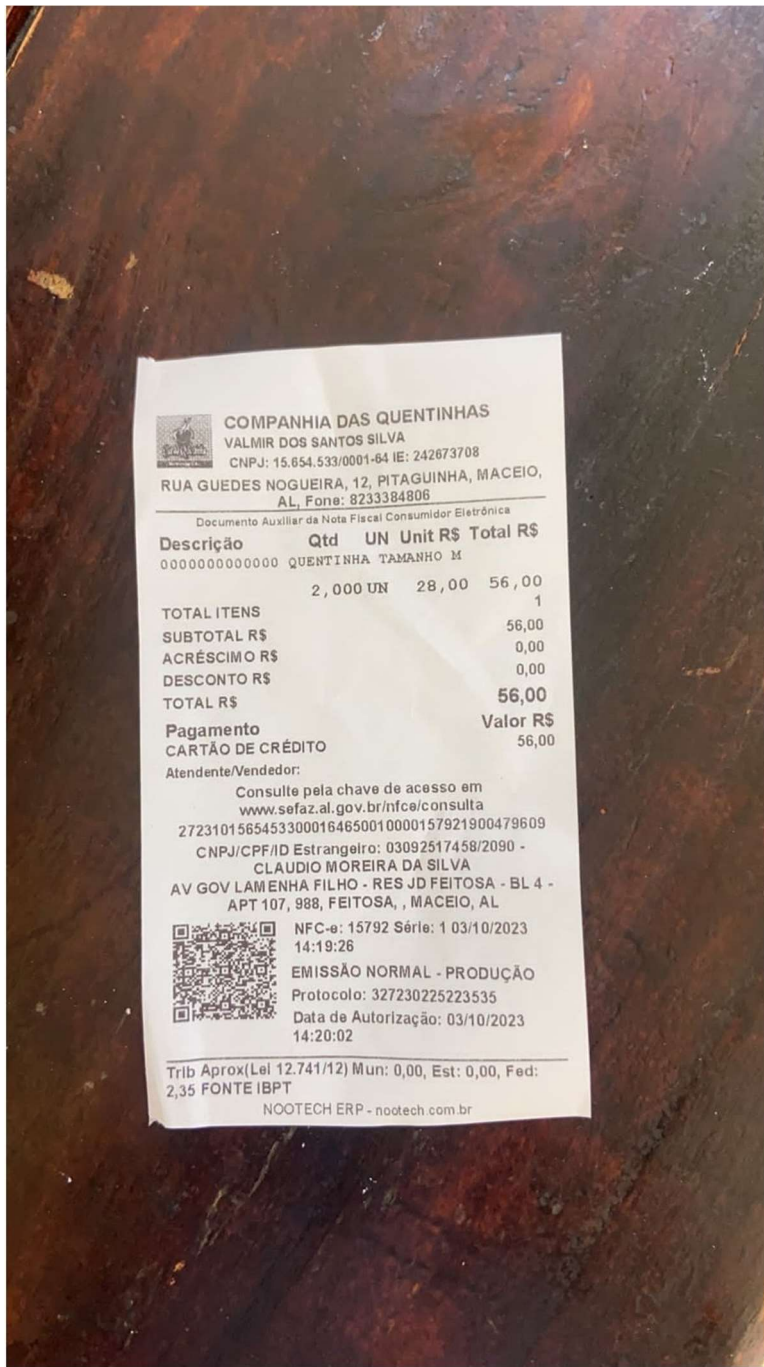 COMPANHIA DAS QUENTINHAS
VALMIR DOS SANTOS SILVA
CNPJ: 15.654.533/0001-64 IE: 242673708
RUA GUEDES NOGUEIRA, 12, PITAGUINHA, MACEIO,
AL, Fone: 8233384806
Documento Auxiliar da Nota Fiscal Consumidor Eletrônica
Descrição Qtd UN Unit R$ Total R$
0000000000000 QUENTINHA TAMANHO M
2,000 UN 28,00 56,00
TOTAL ITENS 1
SUBTOTAL R$ 56,00
ACRÉSCIMO R$ 0,00
DESCONTO R$ 0,00
TOTAL R$ 56,00
Pagamento Valor R$
CARTÃO DE CRÉDITO 56,00
Atendente/Vendedor:
Consulte pela chave de acesso em
www.sefaz.al.gov.br/nfce/consulta
27231015654533000164650010000157921900479609
CNPJ/CPF/ID Estrangeiro: 03092517458/2090 -
CLAUDIO MOREIRA DA SILVA
AV GOV LAMENHA FILHO - RES JD FEITOSA - BL 4 -
APT 107, 988, FEITOSA, , MACEIO, AL
NFC-e: 15792 Série: 1 03/10/2023
14:19:26
EMISSÃO NORMAL - PRODUÇÃO
Protocolo: 327230225223535
Data de Autorização: 03/10/2023
14:20:02
Trib Aprox(Lei 12.741/12) Mun: 0,00, Est: 0,00, Fed:
2,35 FONTE IBPT
NOOTECH ERP - nootech.com.br